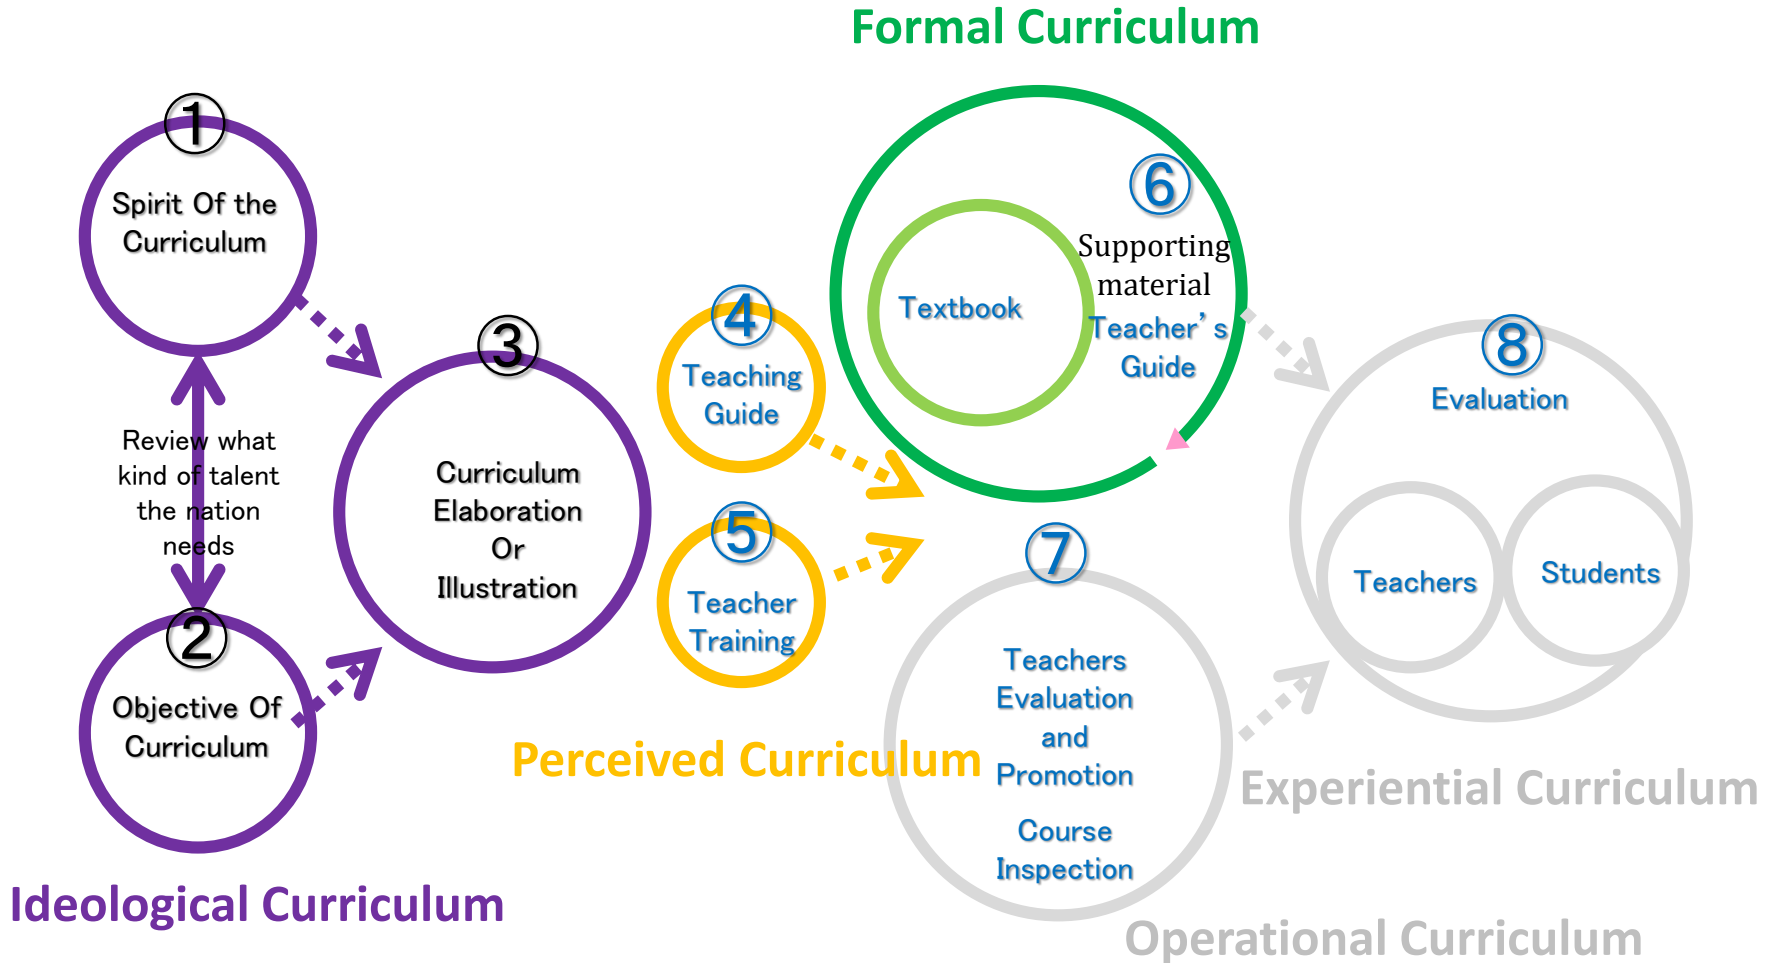 Formal Curriculum
①
Spirit Of the
Curriculum
Review what
kind of talent
the nation
needs
②
Objective Of
Curriculum
Ideological Curriculum
③
Curriculum
Elaboration
Or
Illustration
④
Teaching
Guide
⑤
Teacher
Training
Perceived Curriculum
Textbook
⑥
Supporting
material
Teacher’s
Guide
⑦
Teachers
Evaluation
and
Promotion
Course
Inspection
Operational Curriculum
⑧
Evaluation
Teachers
Students
Experiential Curriculum